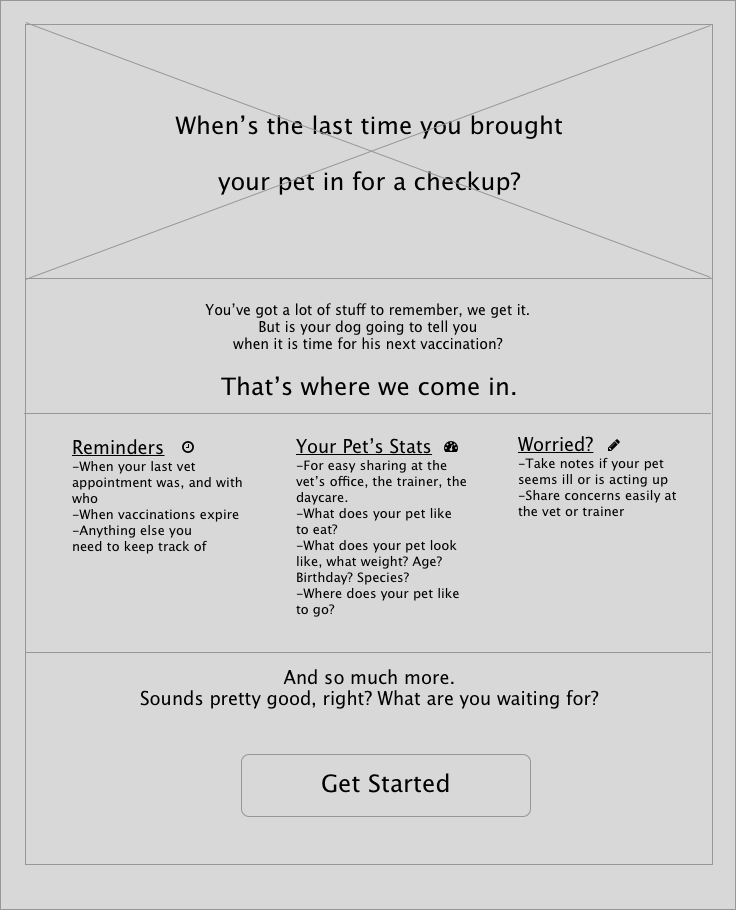 When’s the last time you brought
your pet in for a checkup?
You’ve got a lot of stuff to remember, we get it.
But is your dog going to tell you
when it is time for his next vaccination?
That’s where we come in.
Reminders
–When your last vet
appointment was, and with
who
–When vaccinations expire
–Anything else you
need to keep track of
Your Pet’s Stats
–For easy sharing at the
vet’s office, the trainer, the
daycare.
–What does your pet like
to eat?
–What does your pet look
like, what weight? Age?
Birthday? Species?
–Where does your pet like
to go?
Worried?
–Take notes if your pet
seems ill or is acting up
–Share concerns easily at
the vet or trainer
And so much more.
Sounds pretty good, right? What are you waiting for?
Get Started